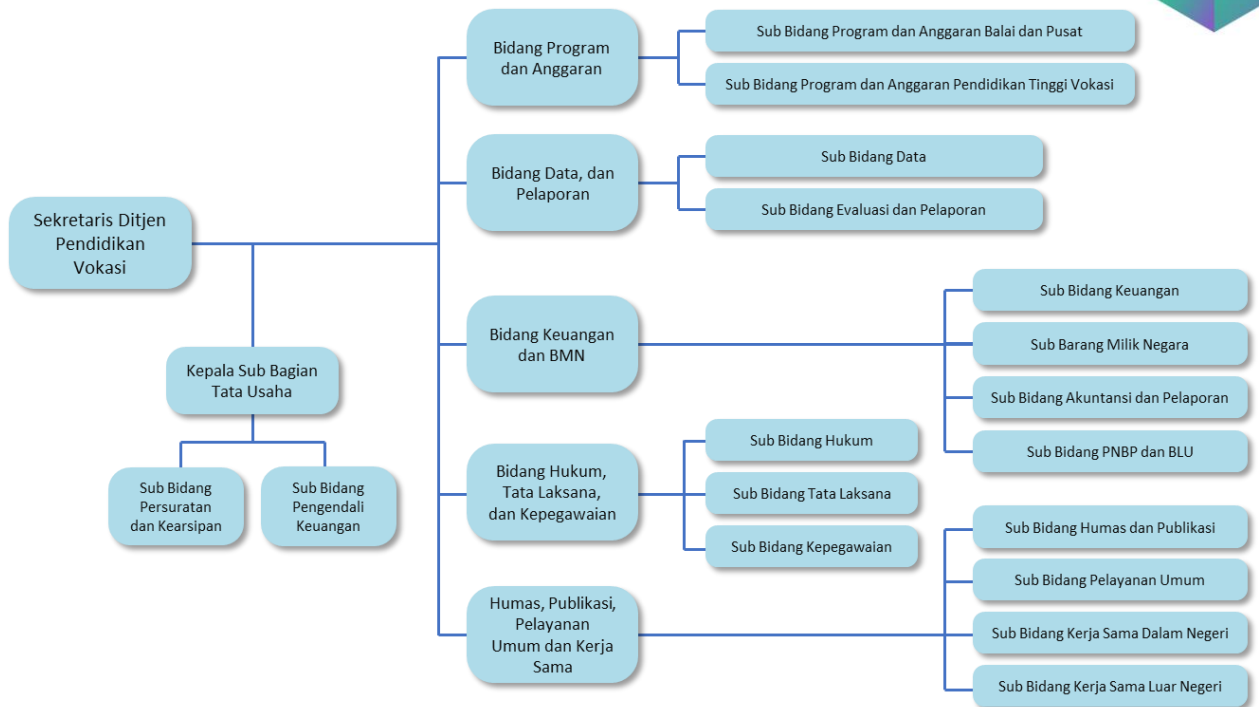 Sekretaris Ditjen
Pendidikan
Vokasi
Kepala Sub Bagian
Tata Usaha
Sub Bidang
Persuratan
dan Kearsipan
Sub Bidang
Pengendali
Keuangan
Bidang Program
dan Anggaran
Sub Bidang Program dan Anggaran Balai dan Pusat
Sub Bidang Program dan Anggaran Pendidikan Tinggi Vokasi
Bidang Data, dan
Pelaporan
Sub Bidang Data
Sub Bidang Evaluasi dan Pelaporan
Bidang Keuangan
dan BMN
Sub Bidang Keuangan
Sub Barang Milik Negara
Sub Bidang Akuntansi dan Pelaporan
Sub Bidang PNBP dan BLU
Bidang Hukum,
Tata Laksana,
dan Kepegawaian
Sub Bidang Hukum
Sub Bidang Tata Laksana
Sub Bidang Kepegawaian
Humas, Publikasi,
Pelayanan
Umum dan Kerja
Sama
Sub Bidang Humas dan Publikasi
Sub Bidang Pelayanan Umum
Sub Bidang Kerja Sama Dalam Negeri
Sub Bidang Kerja Sama Luar Negeri